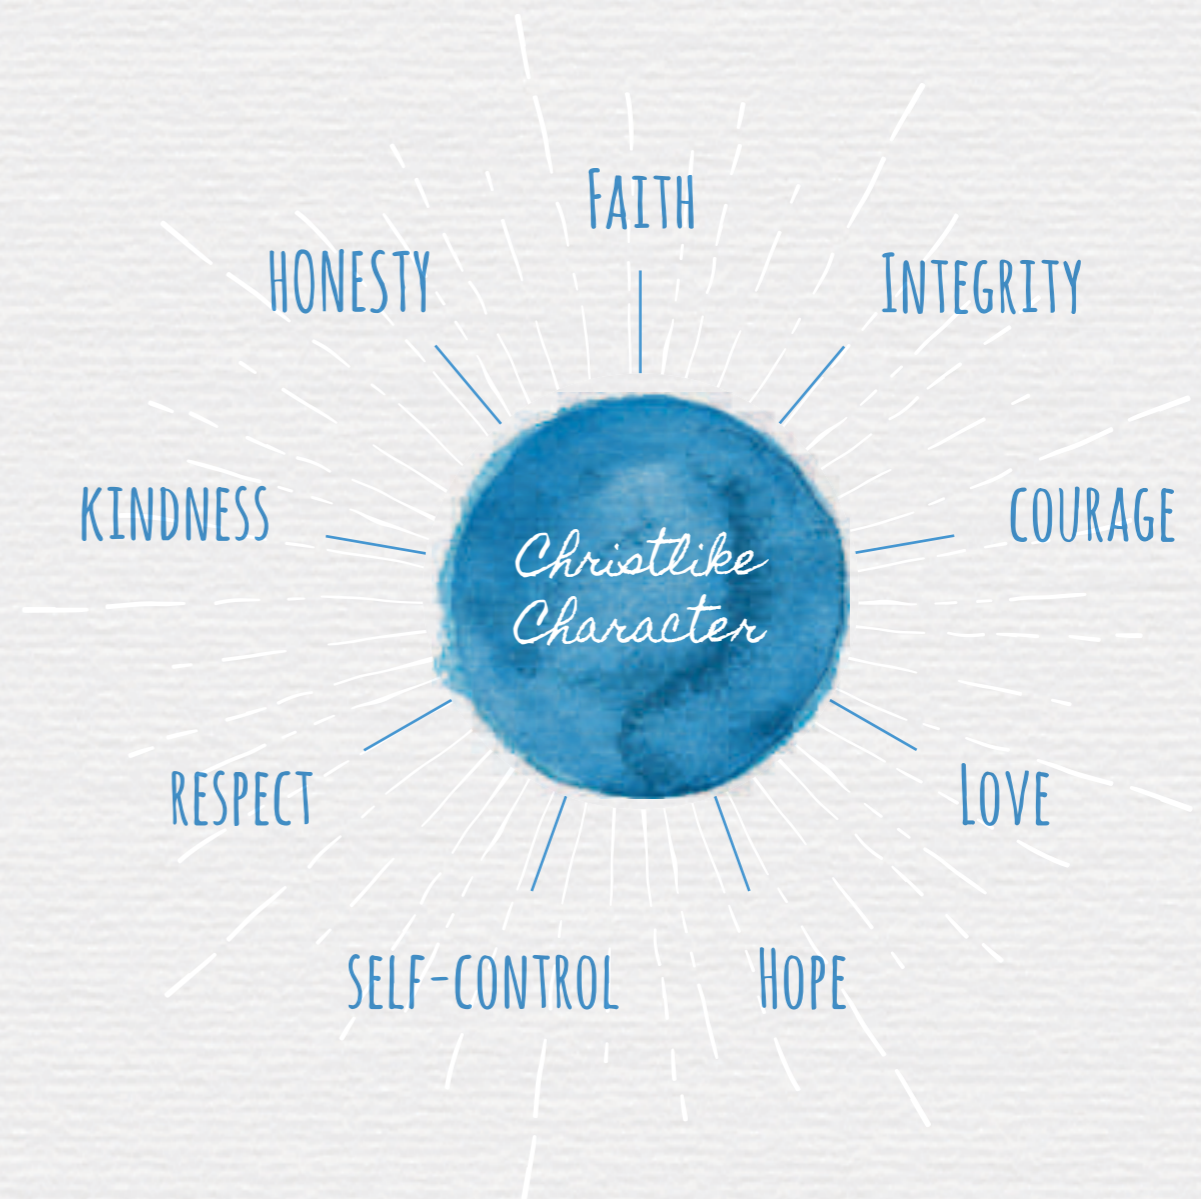 Faith
HONESTY
Integrity
KINDNESS
COURAGE
Christlike
Character
RESPECT
Love
SELF-CONTROL
Hope